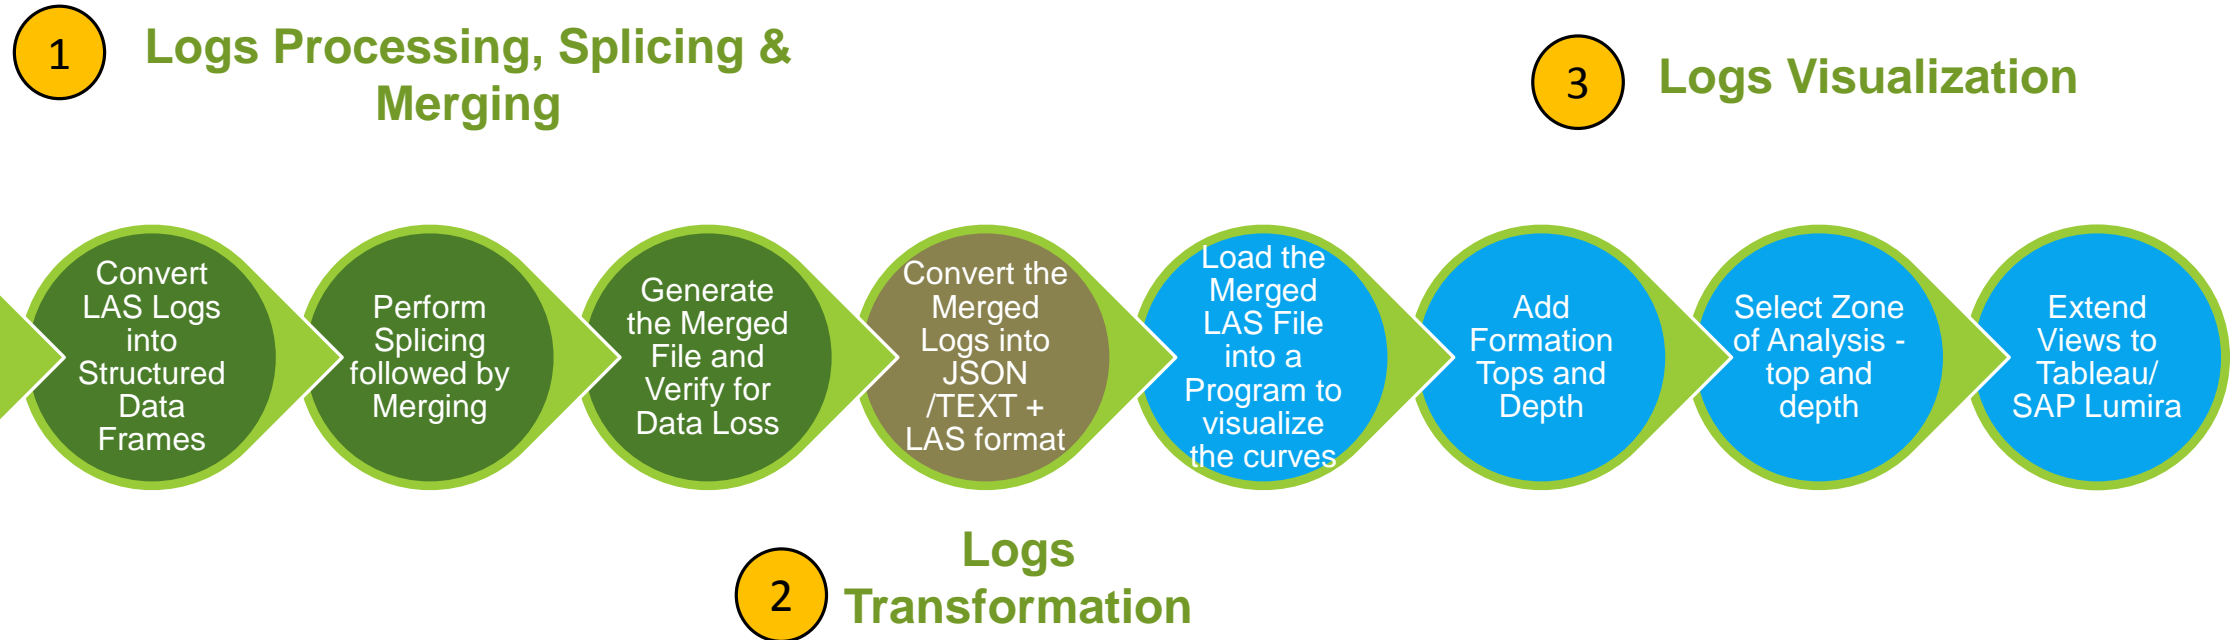 1
Logs Processing, Splicing &
Merging
3
Logs Visualization
Convert
LAS Logs
into
Structured
Data
Frames
Perform
Splicing
followed by
Merging
Generate
the Merged
File and
Verify for
Data Loss
Convert the
Merged
Logs into
JSON
/TEXT +
LAS format
Load the
Merged
LAS File
into a
Program to
visualize
the curves
Add
Formation
Tops and
Depth
Select Zone
of Analysis -
top and
depth
Extend
Views to
Tableau/
SAP Lumira
2
Logs
Transformation